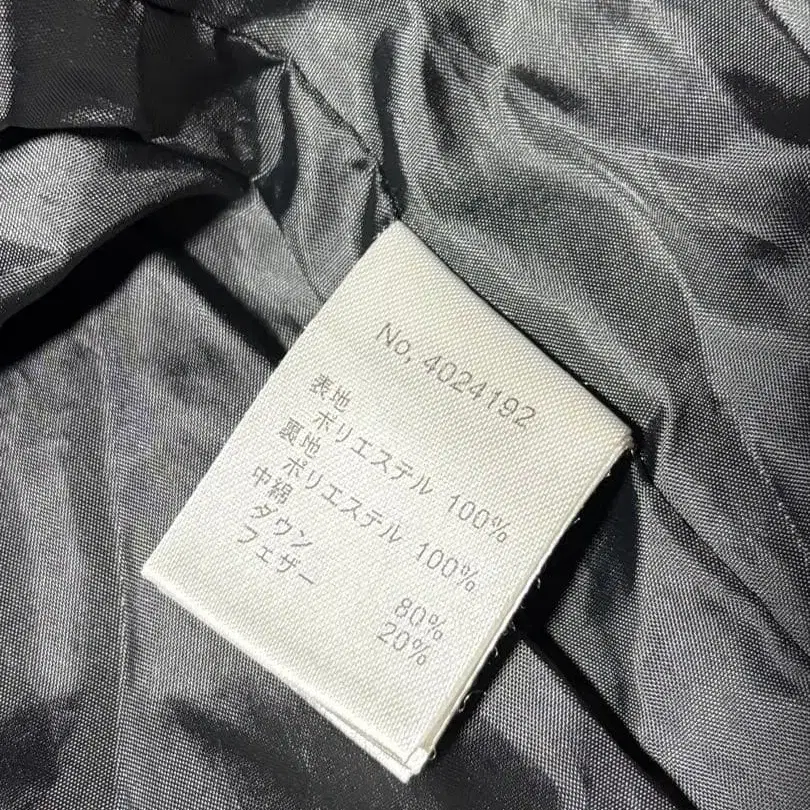 No, 4024192
表地
ポリエステル 100%
裏地
ポリエステル 100%
中綿
ダウン 80%
フェザー 20%